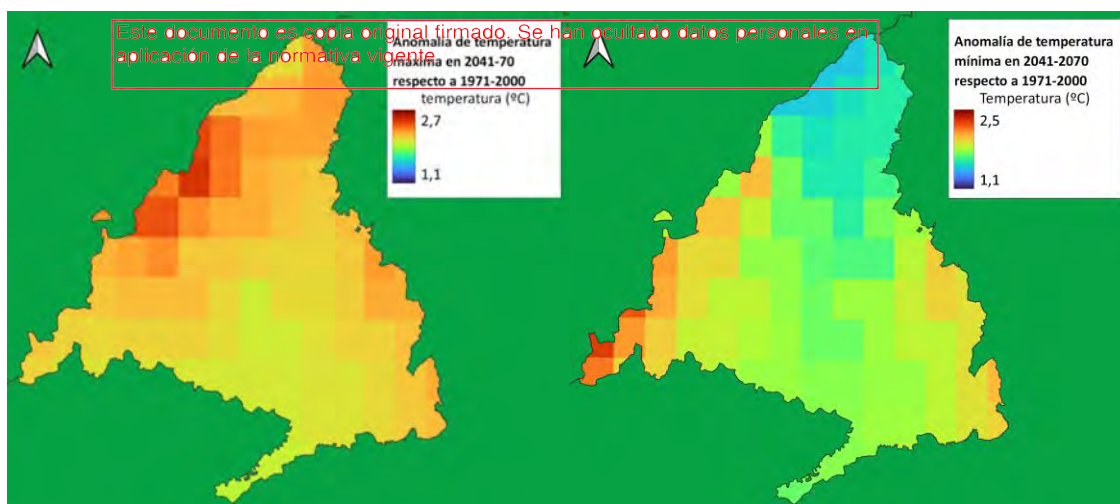 Este documento es copia original firmado. Se han ocultado datos personales en
aplicación de la normativa vigente
Anomalía de temperatura
máxima en 2041-70
respecto a 1971-2000
temperatura (ºC)
2,7
1,1
Anomalía de temperatura
mínima en 2041-2070
respecto a 1971-2000
Temperatura (ºC)
2,5
1,1